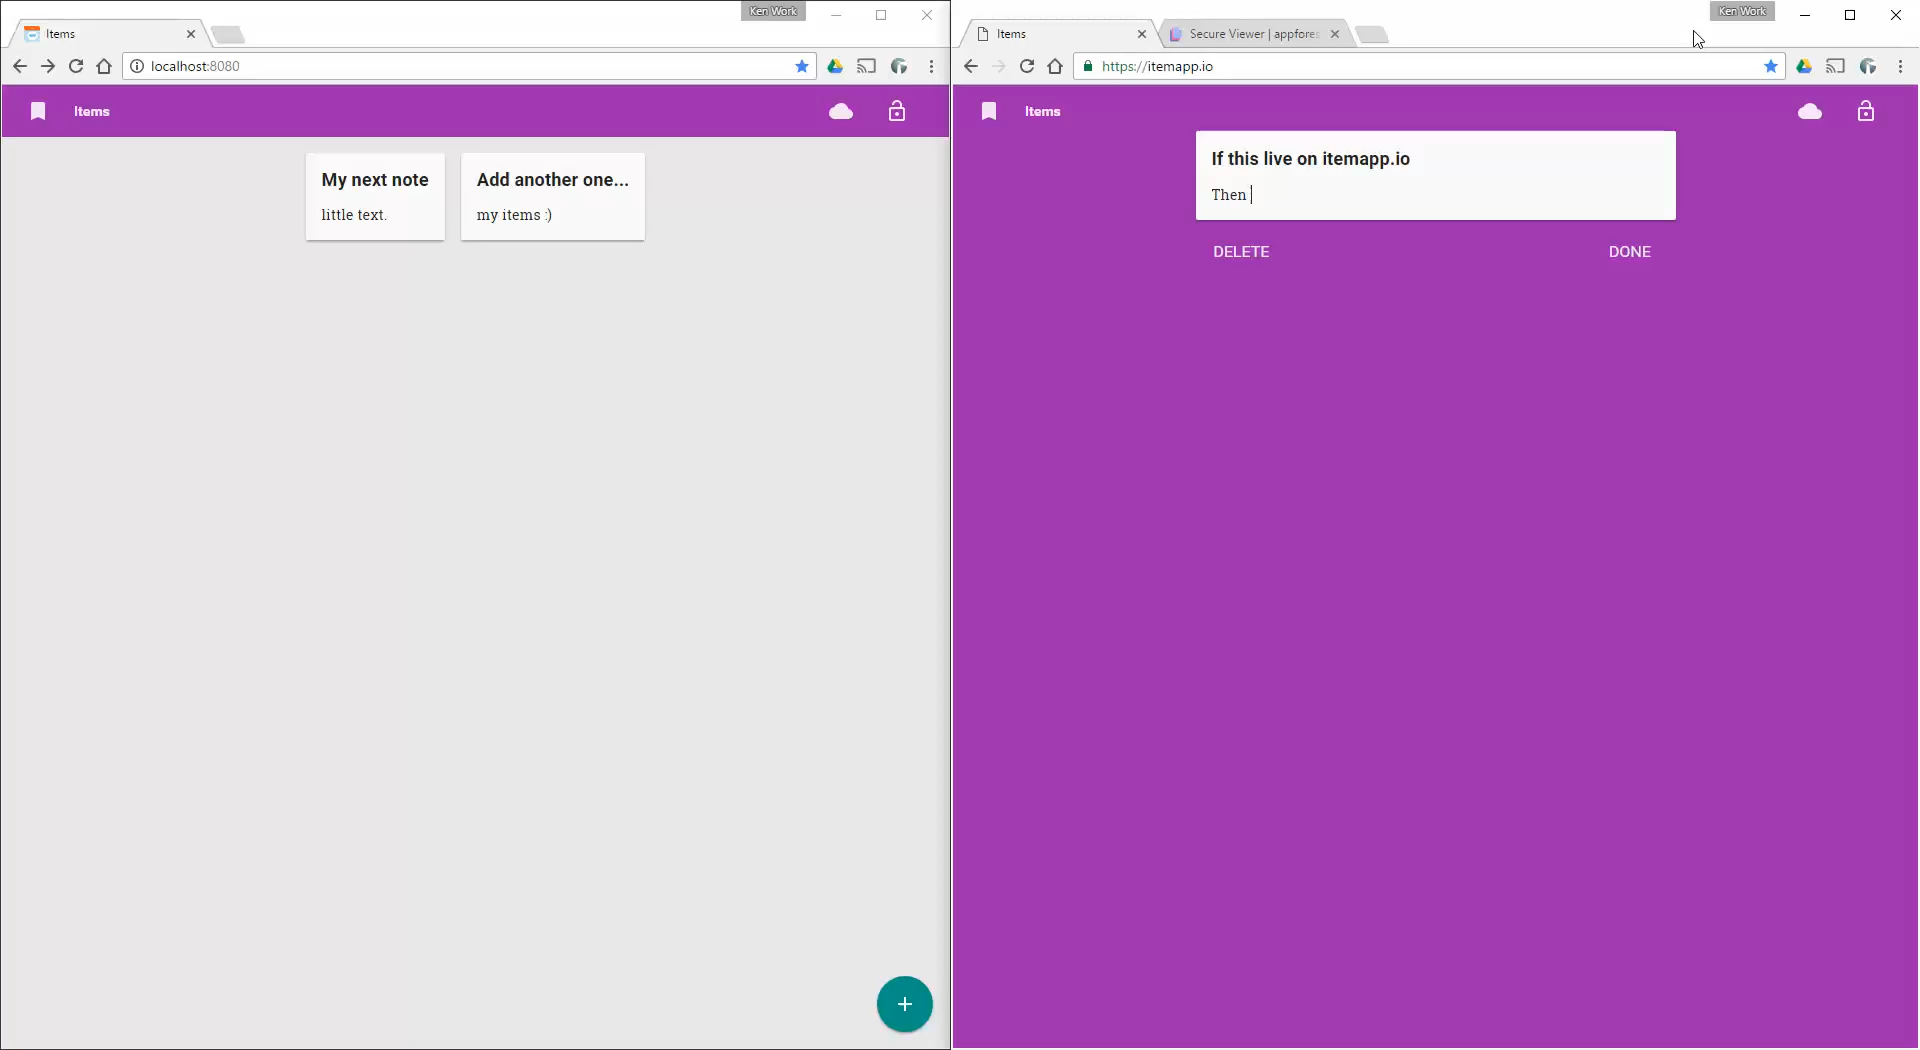 Ken Work
Items
localhost:8080
Items
My next note
little text.
Add another one...
my items :)
Ken Work
Items
Secure Viewer | appfores
https://itemapp.io
Items
If this live on itemapp.io
Then
DELETE
DONE